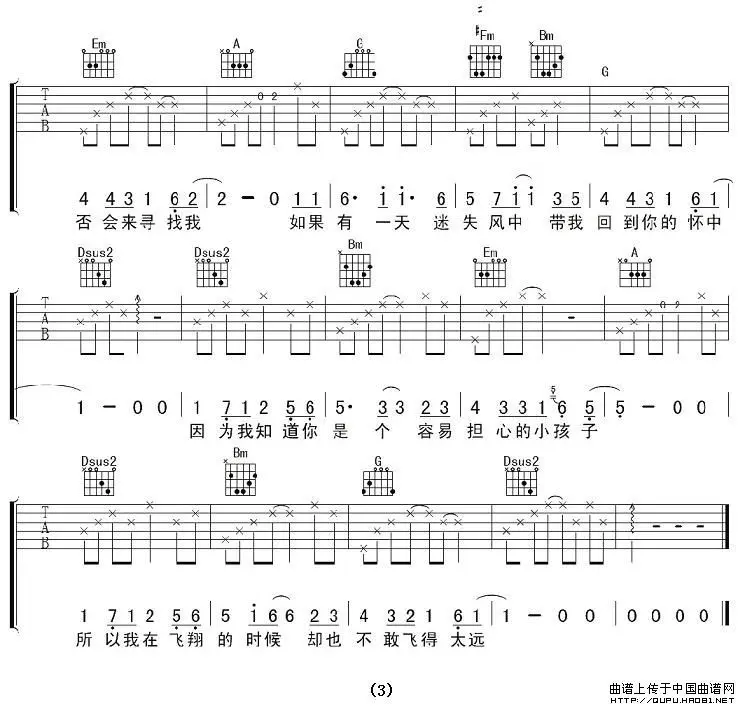 Em A G #Fm Bm G
T A B
4 4 3 1 6 2 | 2 - 0 1 1 | 6· i i· 6 | 5 7 i i 3 5 | 4 4 3 1 6 1 |
否 会来寻 找我 如果 有 一天 迷 失 风中 带我 回 到你的 怀中
Dsus2 Dsus2 Bm Em A
T A B
1 - 0 0 | 1 7 1 2 5 6 | 5· 3 3 2 3 | 4 3 3 1 6 5 | 5 - 0 0 |
因 为我知 道你 是 个 容易 担 心的小 孩子
Dsus2 Bm G Dsus2
T A B
1 7 1 2 5 6 | 5 i 6 6 2 3 | 4 3 2 1 6 1 | 1 - 0 0 | 0 0 0 0 |
所 以我在 飞翔 的 时候 却也 不 敢飞得 太远
(3)
曲谱上传于中国曲谱网
HTTP://QUPU.HAO81.NET